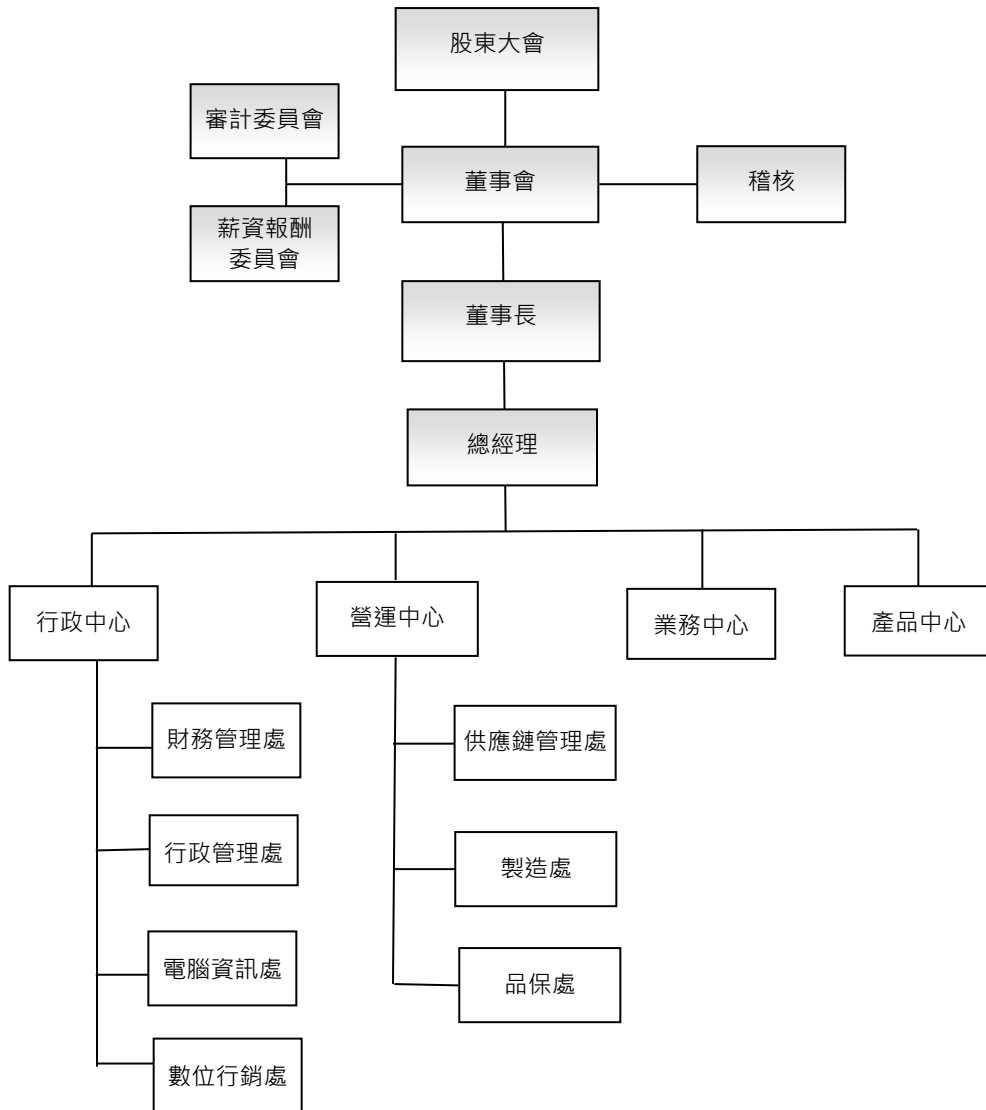 股東大會
審計委員會
董事會
稽核
薪資報酬
委員會
董事長
總經理
行政中心
營運中心
業務中心
產品中心
財務管理處
供應鏈管理處
行政管理處
製造處
電腦資訊處
品保處
數位行銷處